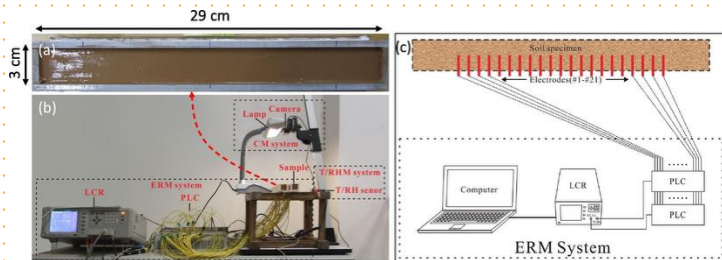 29 cm
3 cm
(a)
(b)
Camera
Lamp
CM system
Sample
T/RHM system
T/RH senor
ERM system
LCR
PLC
(c)
Soil specimen
Electrodes(#1-#21)
Computer
LCR
PLC
PLC
ERM System